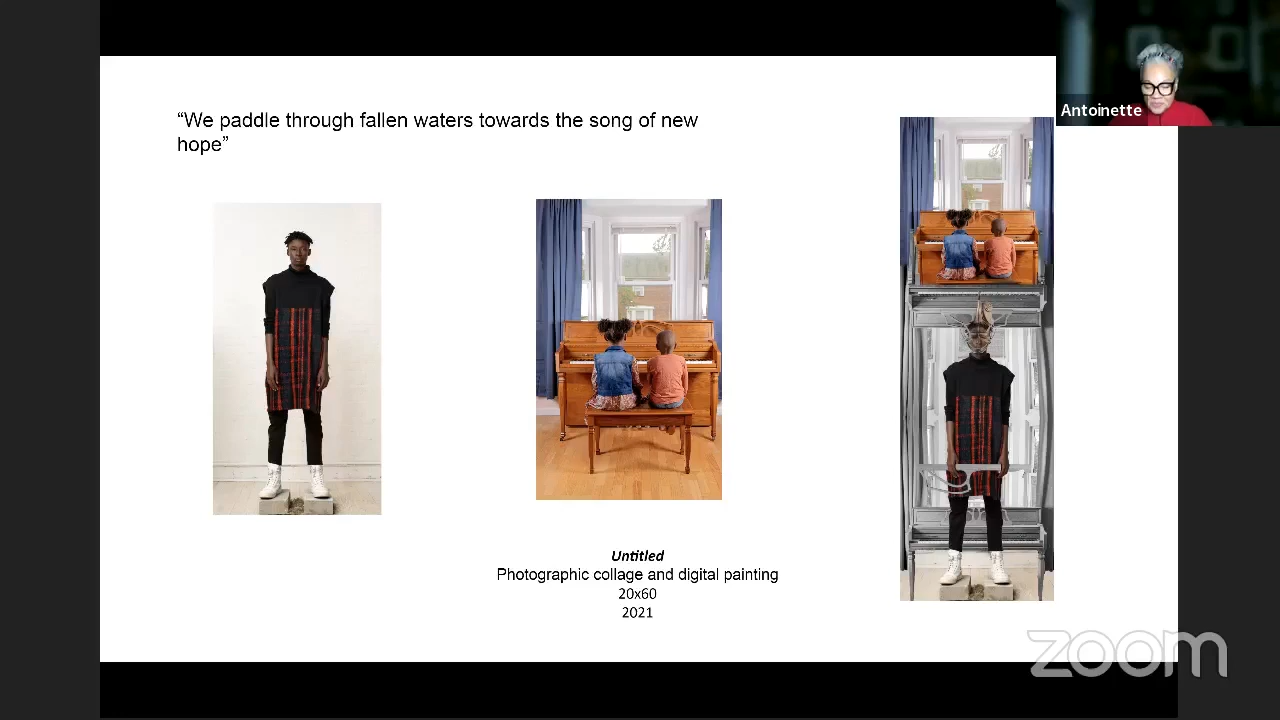 Antoinette
“We paddle through fallen waters towards the song of new
hope”
Untitled
Photographic collage and digital painting
20x60
2021
zoom